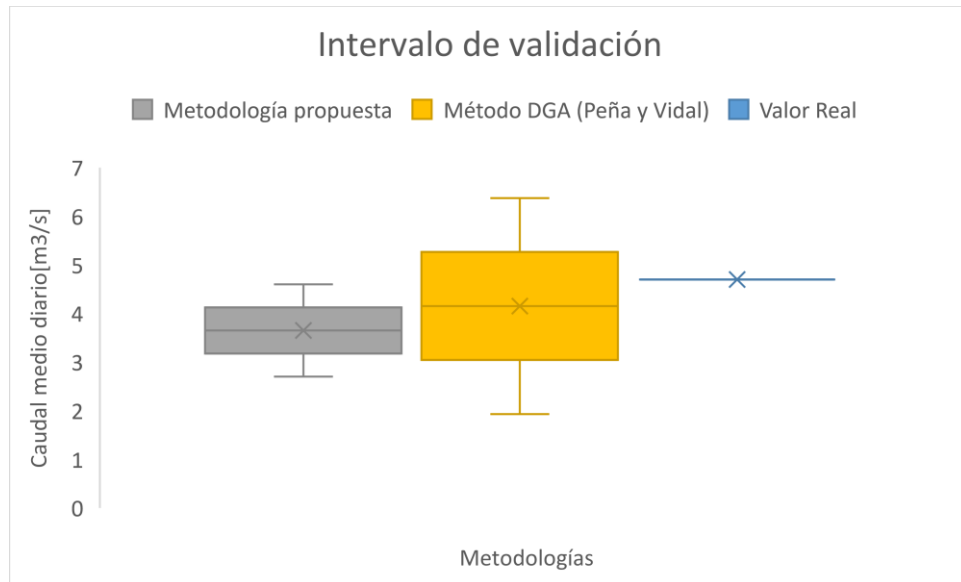 Intervalo de validación
Metodología propuesta Método DGA (Peña y Vidal) Valor Real
Caudal medio diario[m3/s]
7
6
5
4
3
2
1
0
Metodologías